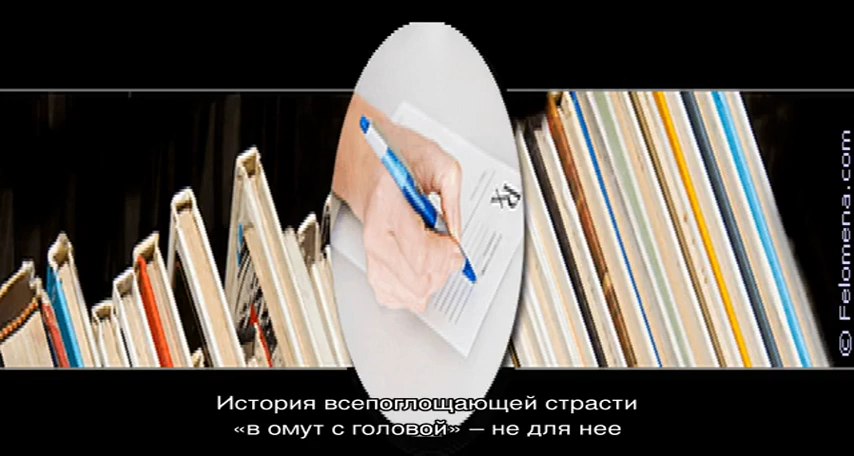 © Felomena.com
История всепоглощающей страсти
«в омут с головой» – не для нее